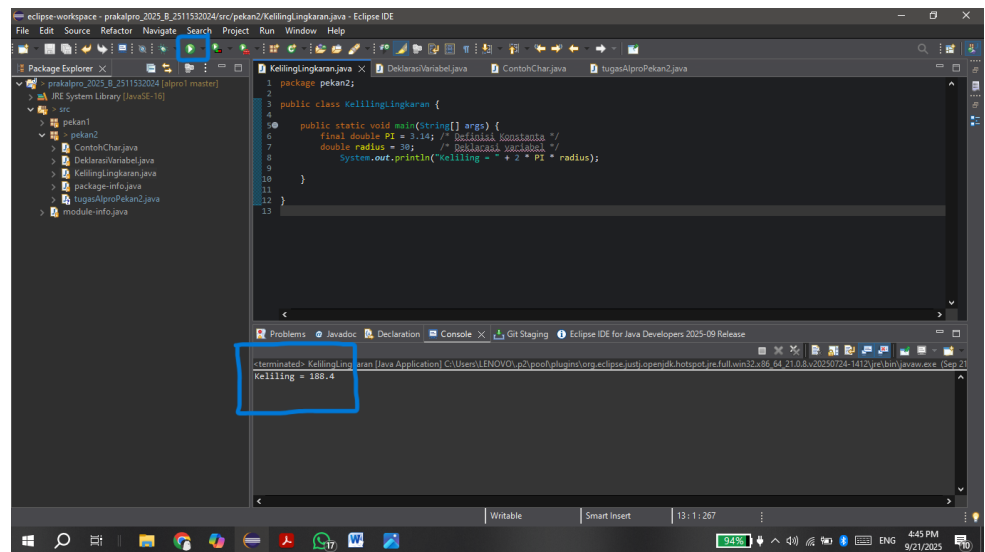 eclipse-workspace - prakalpro_2025_B_2511532024/src/pekan2/KelilingLingkaran.java - Eclipse IDE
File Edit Source Refactor Navigate Search Project Run Window Help
Package Explorer
KelilingLingkaran.java DeklarasiVariabel.java ContohChar.java tugasAlproPekan2.java
> prakalpro_2025_B_2511532024 [alpro1 master]
JRE System Library [JavaSE-16]
> src
pekan1
> pekan2
ContohChar.java
DeklarasiVariabel.java
KelilingLingkaran.java
package-info.java
tugasAlproPekan2.java
module-info.java
1 package pekan2;
2
3 public class KelilingLingkaran {
4
5 public static void main(String[] args) {
6 final double PI = 3.14; /* Definisi Konstanta */
7 double radius = 30; /* Deklarasi variabel */
8 System.out.println("Keliling = " + 2 * PI * radius);
9
10 }
11
12 }
13
Problems Javadoc Declaration Console Git Staging Eclipse IDE for Java Developers 2025-09 Release
<terminated> KelilingLingkaran [Java Application] C:\Users\LENOVO\.p2\pool\plugins\org.eclipse.justj.openjdk.hotspot.jre.full.win32.x86_64_21.0.8.v20250724-1412\jre\bin\javaw.exe (Sep 21
Keliling = 188.4
Writable Smart Insert 13 : 1 : 267
17 94% ENG 4:45 PM
9/21/2025 10